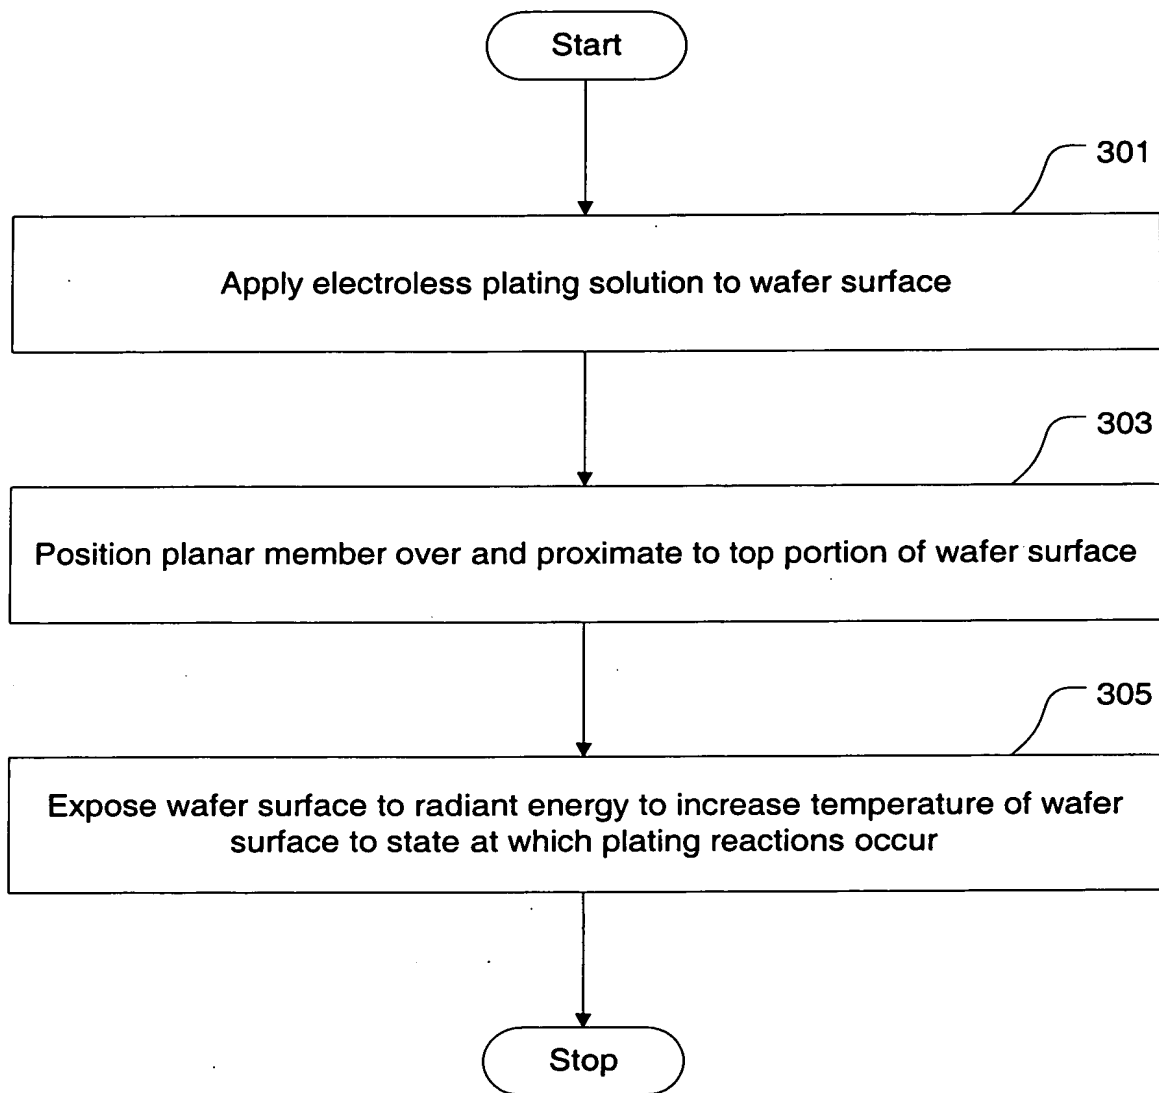 Start
301
Apply electroless plating solution to wafer surface
303
Position planar member over and proximate to top portion of wafer surface
305
Expose wafer surface to radiant energy to increase temperature of wafer
surface to state at which plating reactions occur
Stop